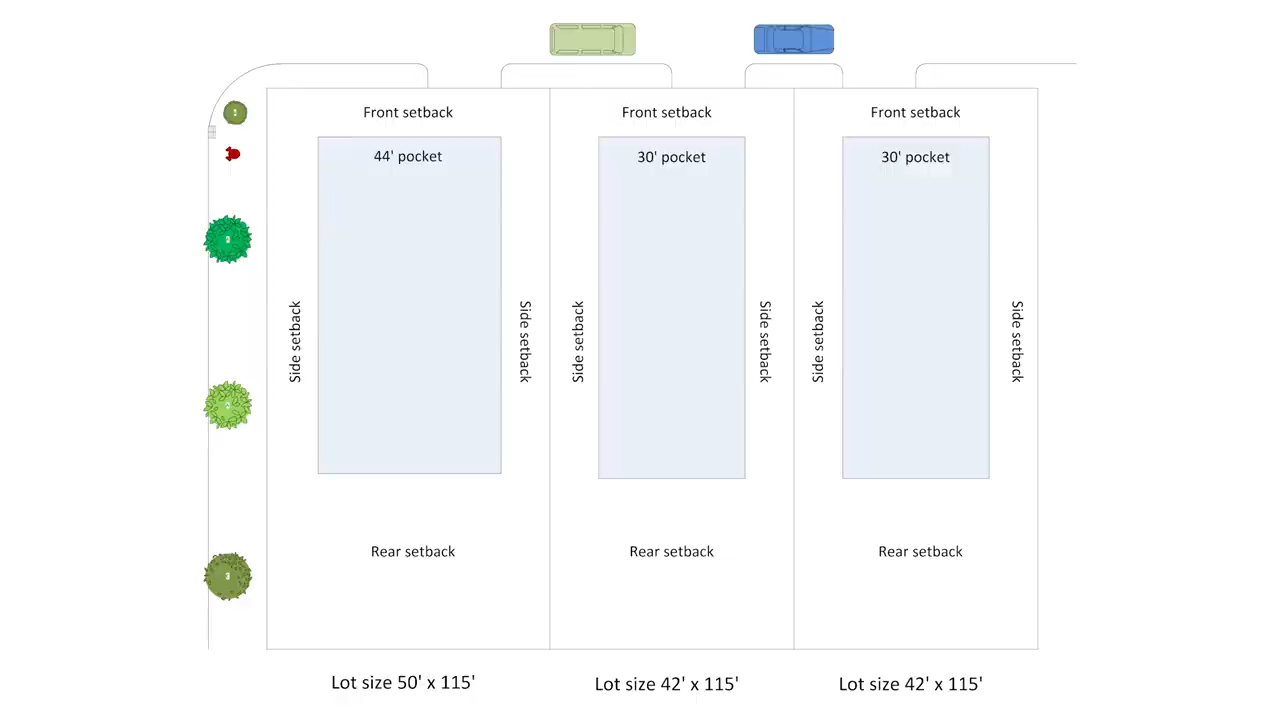 Front setback
Front setback
Front setback
44' pocket
30' pocket
30' pocket
Side setback
Side setback
Side setback
Side setback
Side setback
Side setback
Rear setback
Rear setback
Rear setback
Lot size 50' x 115'
Lot size 42' x 115'
Lot size 42' x 115'